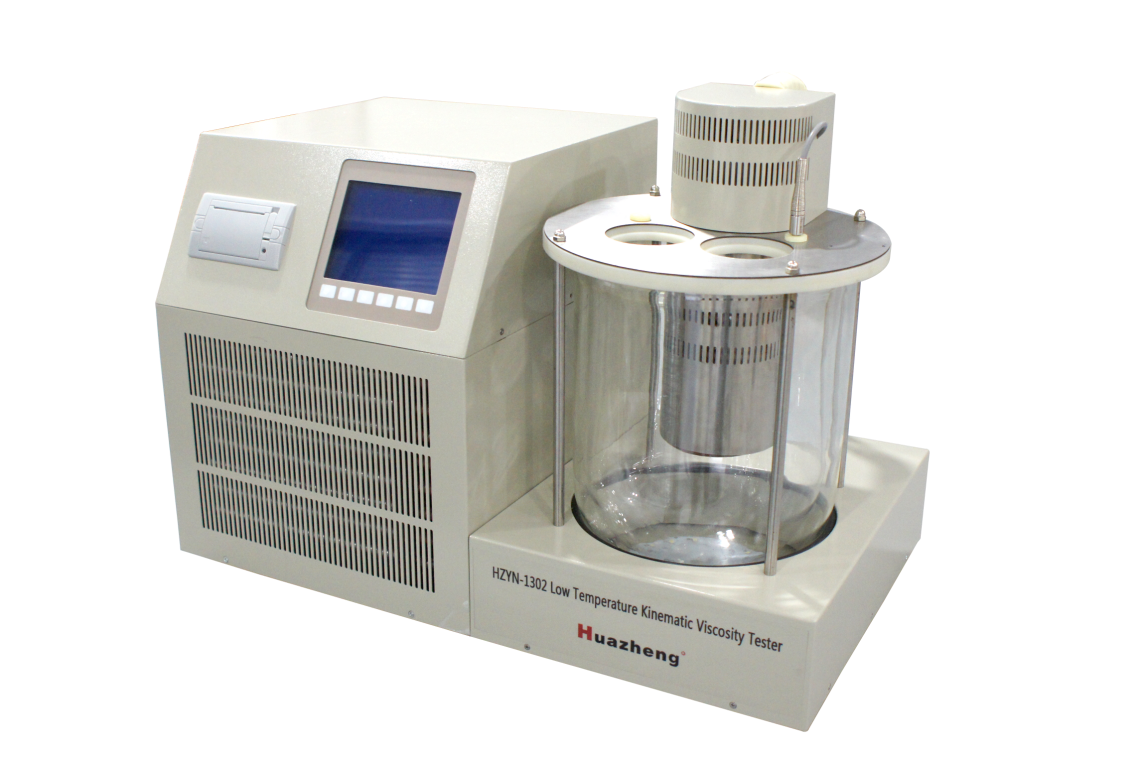 HZYN-1302 Low Temperature Kinematic Viscosity Tester
Huazheng